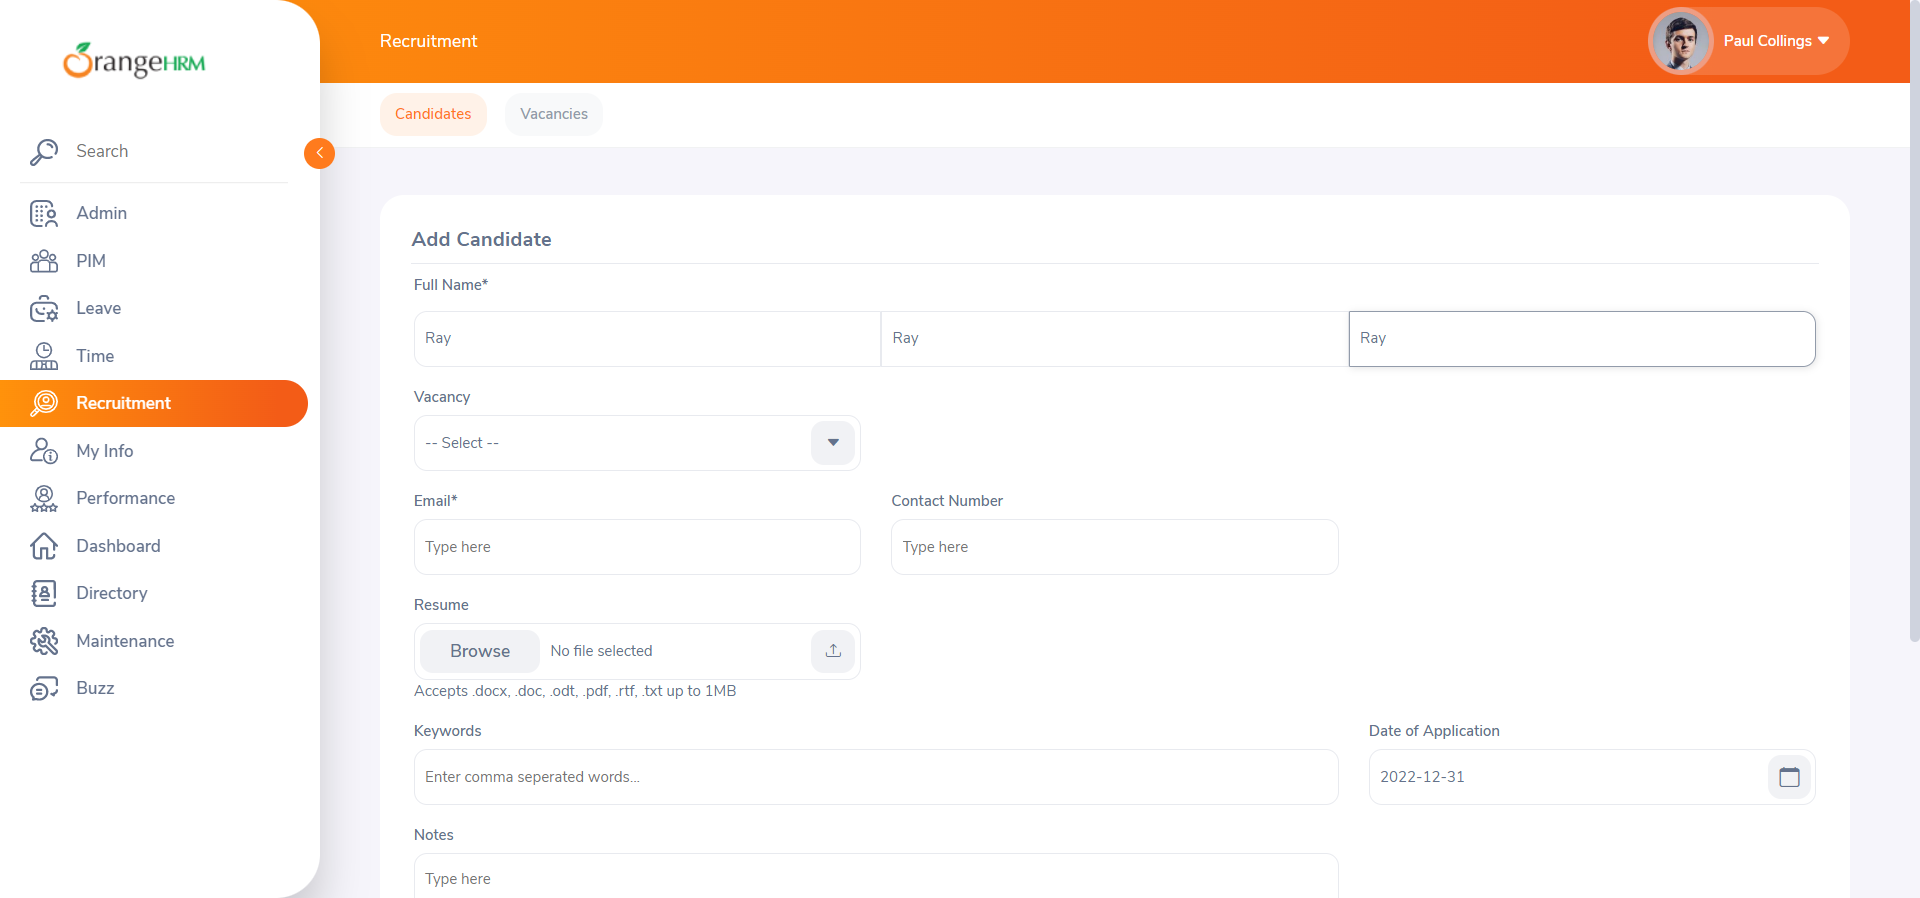 OrangeHRM
Recruitment
Paul Collings
Candidates
Vacancies
Search
Admin
PIM
Leave
Time
Recruitment
My Info
Performance
Dashboard
Directory
Maintenance
Buzz
Add Candidate
Full Name*
Ray
Ray
Ray
Vacancy
-- Select --
Email*
Contact Number
Type here
Type here
Resume
Browse
No file selected
Accepts .docx, .doc, .odt, .pdf, .rtf, .txt up to 1MB
Keywords
Date of Application
Enter comma seperated words...
2022-12-31
Notes
Type here